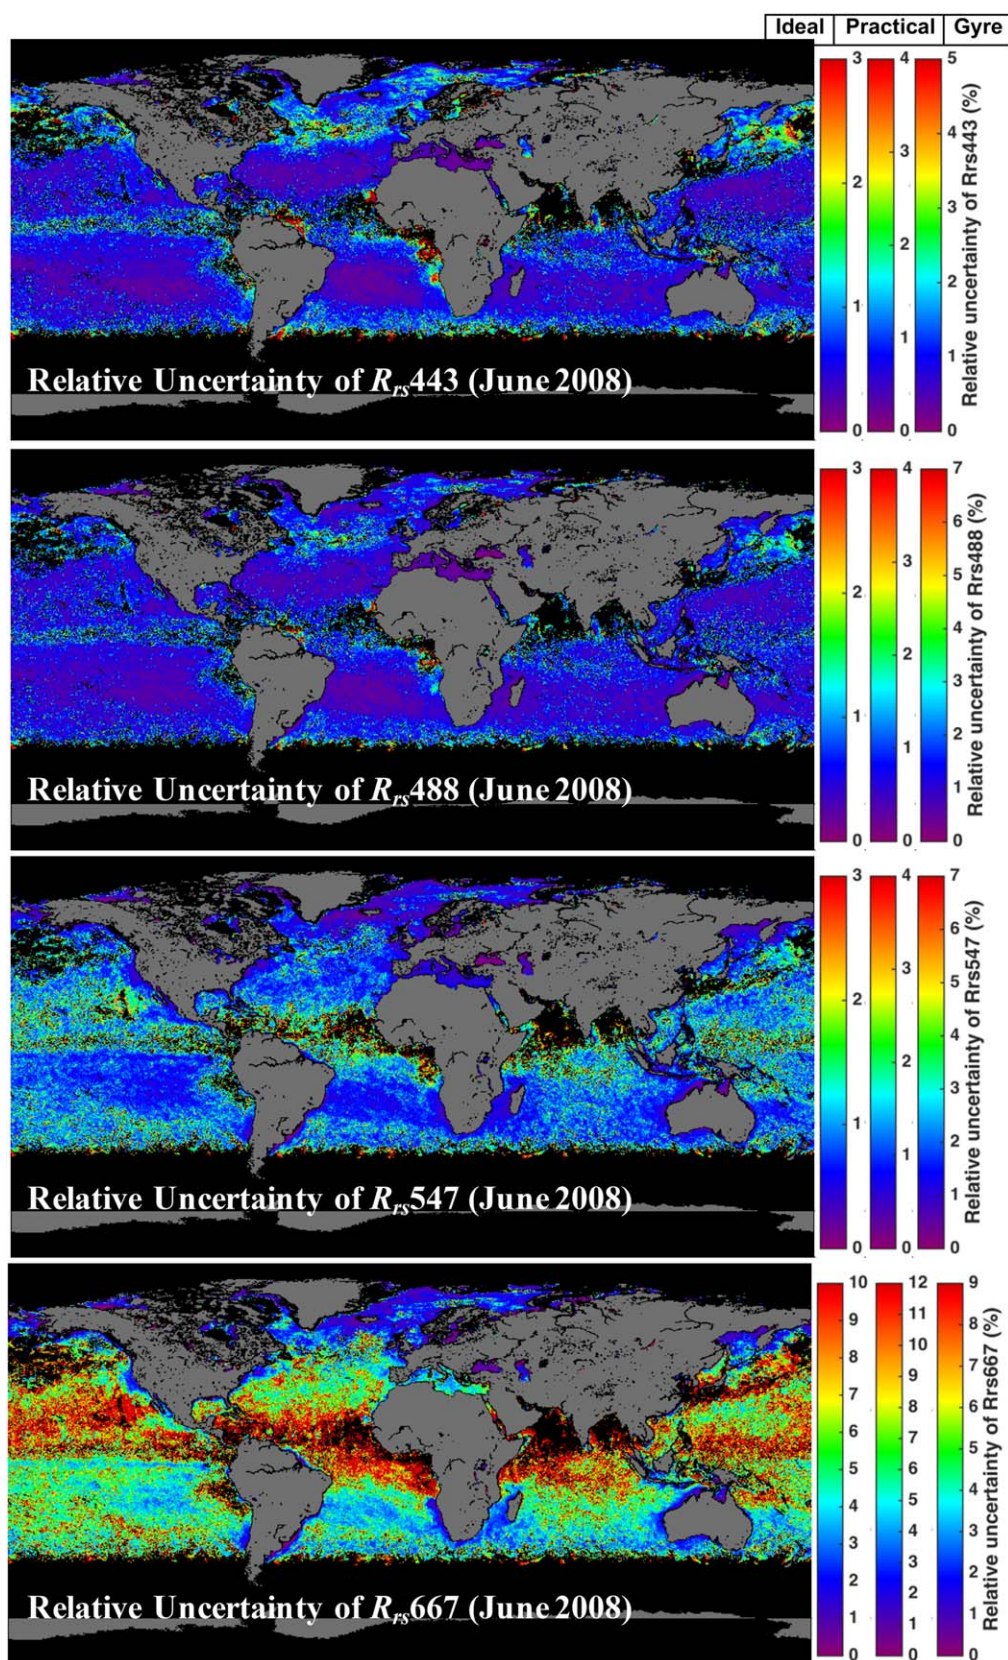 Ideal Practical Gyre
3 4 5
4
3
2 3
2
2
1
1 1
0 0 0
Relative uncertainty of Rrs443 (%)
Relative Uncertainty of Rrs443 (June 2008)
3 4 7
6
3 5
2
4
2
3
1 2
1
1
0 0 0
Relative uncertainty of Rrs488 (%)
Relative Uncertainty of Rrs488 (June 2008)
3 4 7
6
3 5
2
4
2
3
1 2
1
1
0 0 0
Relative uncertainty of Rrs547 (%)
Relative Uncertainty of Rrs547 (June 2008)
10 12 9
11
9 8
10
8 9 7
7 8 6
6 7
5
5 6
4
4 5
4 3
3
3 2
2
2
1 1
1
0 0 0
Relative uncertainty of Rrs667 (%)
Relative Uncertainty of Rrs667 (June 2008)